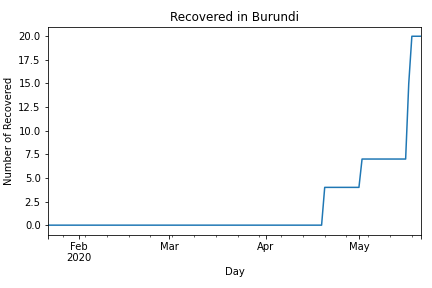 Recovered in Burundi
Number of Recovered
20.0
17.5
15.0
12.5
10.0
7.5
5.0
2.5
0.0
Feb
2020
Mar
Apr
May
Day